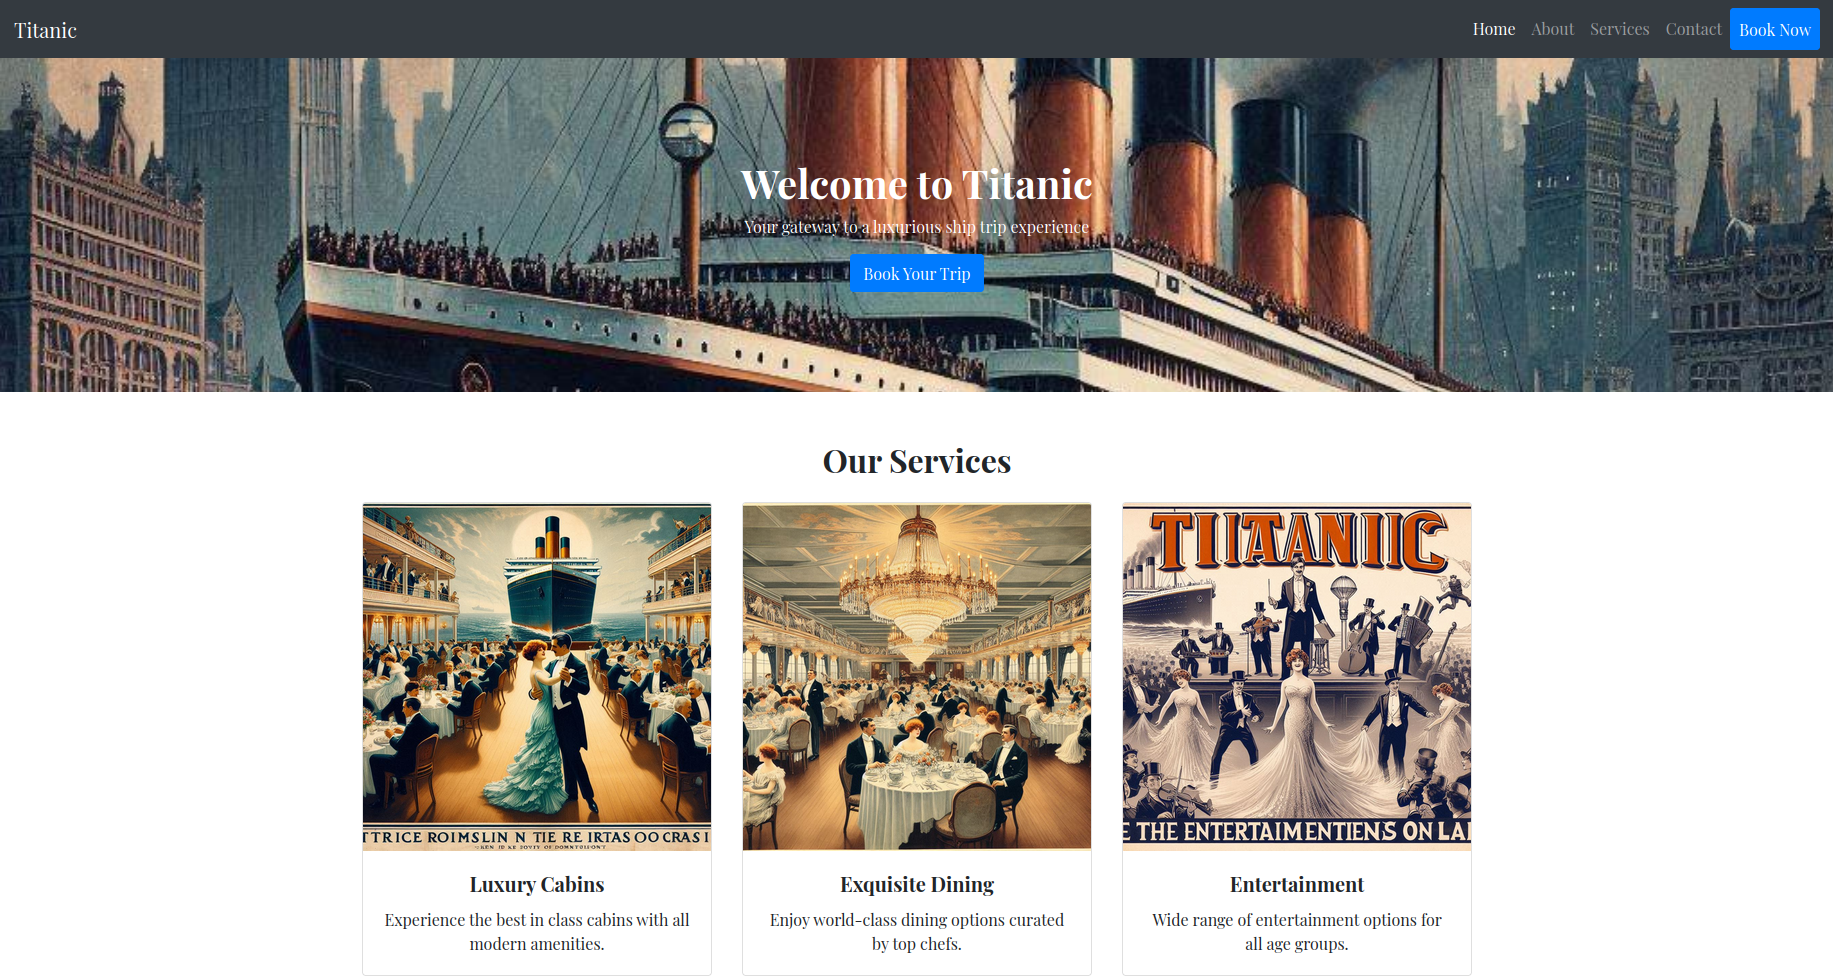 Titanic
Home About Services Contact Book Now
Welcome to Titanic
Your gateway to a luxurious ship trip experience
Book Your Trip
Our Services
TTRICE ROIMSLIN N TIE RE IRTAS OO CRAS I
TIITANIIC
E THE ENTERTAIMENTIENS ON LAI
Luxury Cabins
Experience the best in class cabins with all
modern amenities.
Exquisite Dining
Enjoy world-class dining options curated
by top chefs.
Entertainment
Wide range of entertainment options for
all age groups.